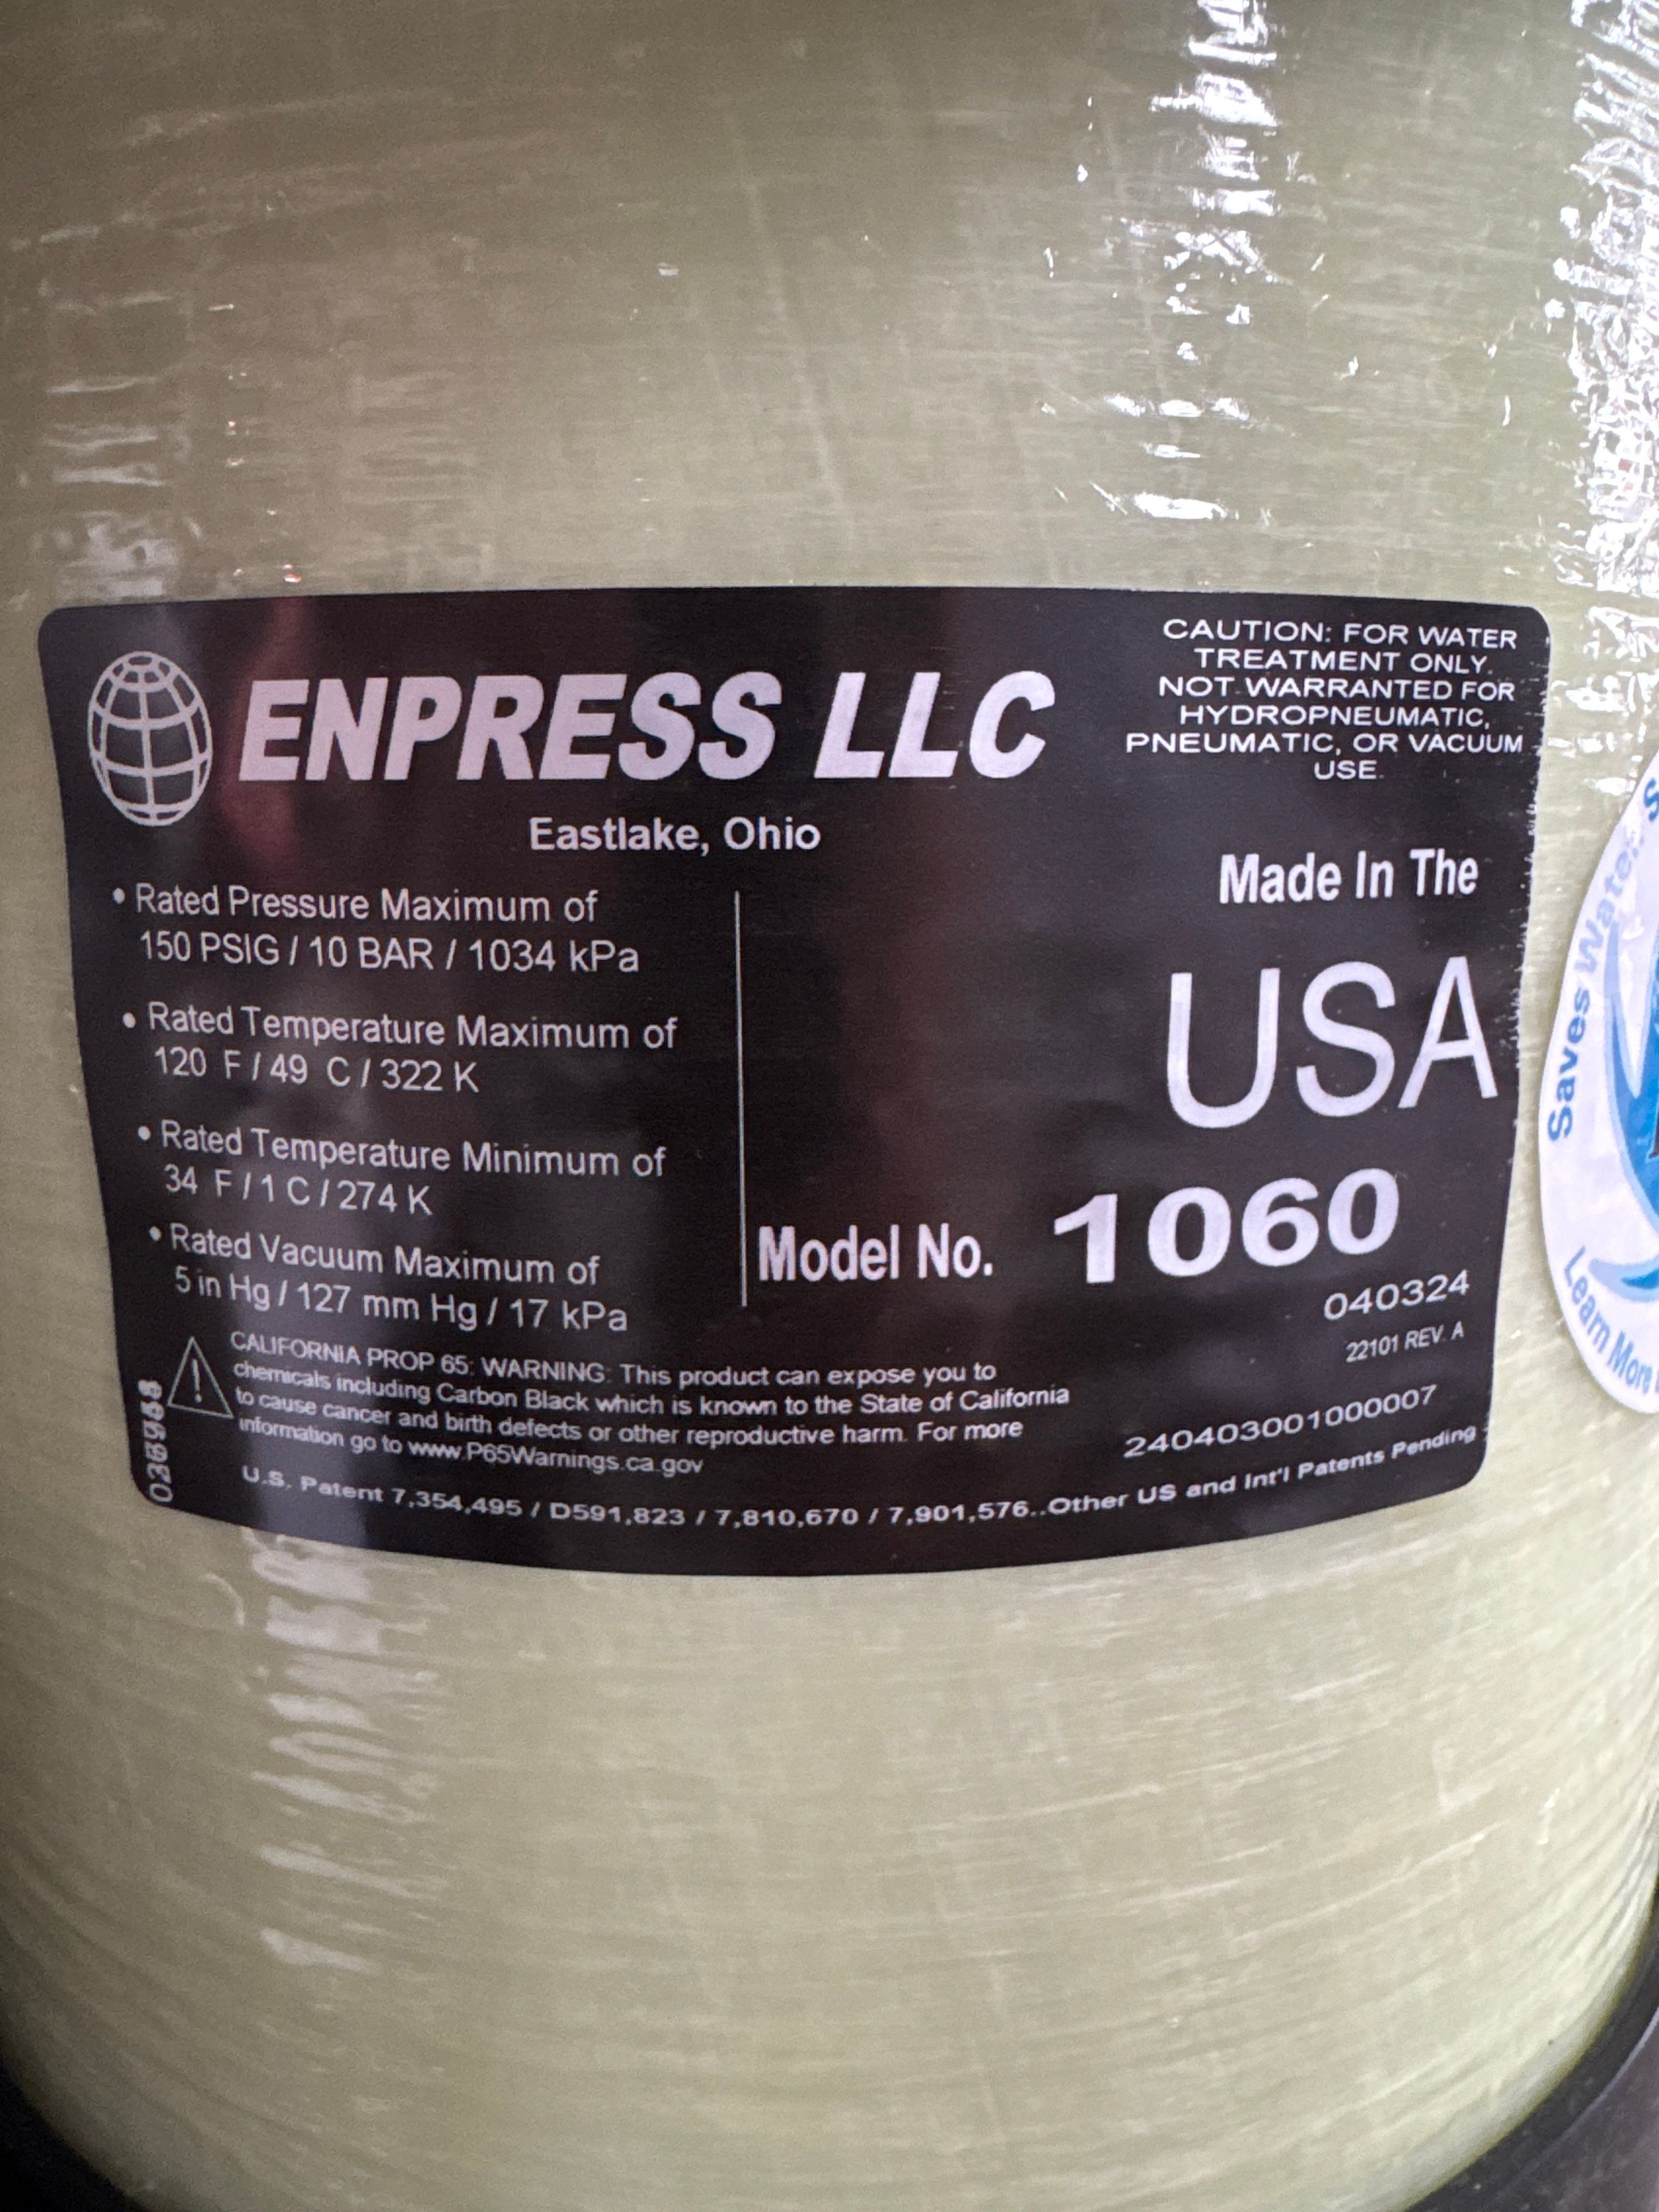 ENPRESS LLC
Eastlake, Ohio
CAUTION: FOR WATER
TREATMENT ONLY.
NOT WARRANTED FOR
HYDROPNEUMATIC,
PNEUMATIC, OR VACUUM
USE.
• Rated Pressure Maximum of
150 PSIG / 10 BAR / 1034 kPa
• Rated Temperature Maximum of
120 F / 49 C / 322 K
• Rated Temperature Minimum of
34 F / 1 C / 274 K
• Rated Vacuum Maximum of
5 in Hg / 127 mm Hg / 17 kPa
Made In The
USA
Model No. 1060
040324
22101 REV. A
240403001000007
CALIFORNIA PROP 65: WARNING: This product can expose you to
chemicals including Carbon Black which is known to the State of California
to cause cancer and birth defects or other reproductive harm. For more
information go to www.P65Warnings.ca.gov
U.S. Patent 7,354,495 / D591,823 / 7,810,670 / 7,901,576..Other US and Int'l Patents Pending
Saves Water
Learn More